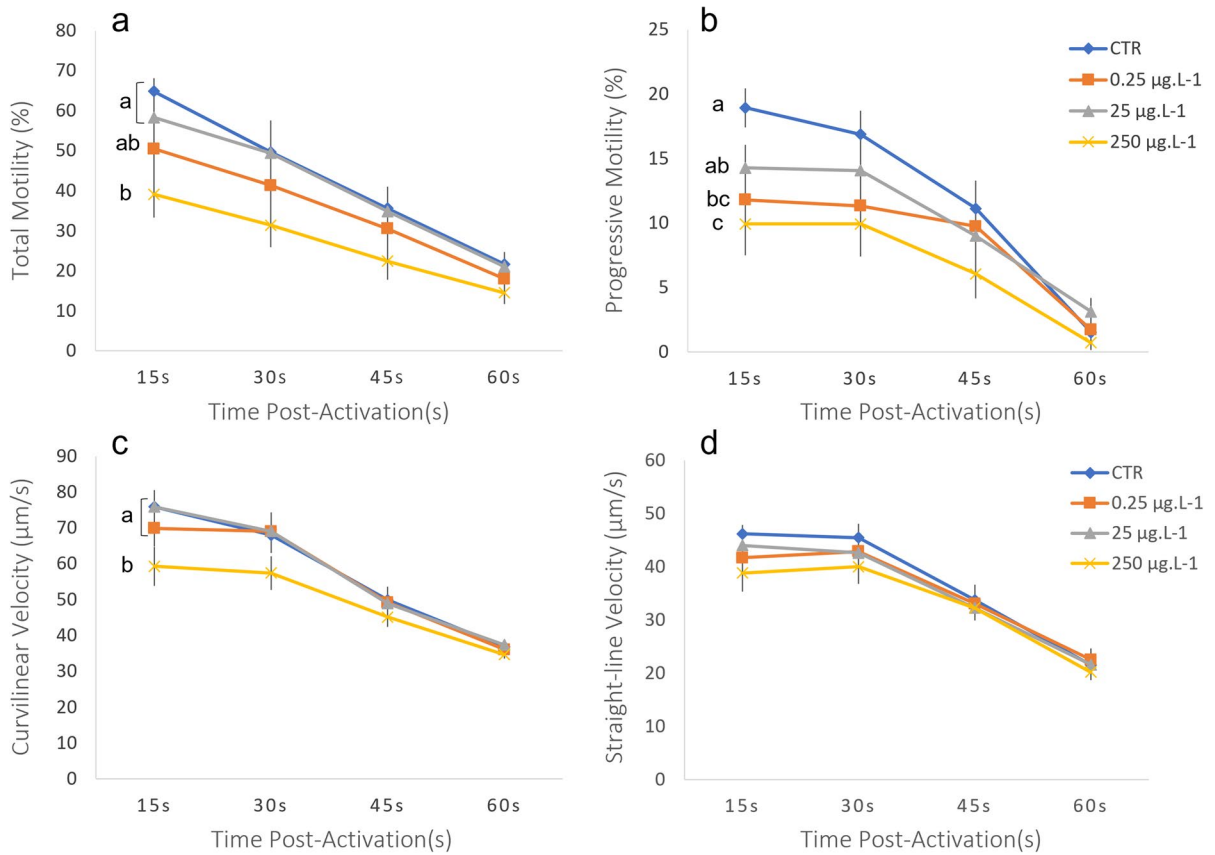 a
80
70
60
50
40
30
20
10
0
Total Motility (%)
a
ab
b
15s 30s 45s 60s
Time Post-Activation(s)
b
25
20
15
10
5
0
Progressive Motility (%)
a
ab
bc
c
15s 30s 45s 60s
Time Post-Activation(s)
CTR
0.25 µg.L-1
25 µg.L-1
250 µg.L-1
c
90
80
70
60
50
40
30
20
10
0
Curvilinear Velocity (µm/s)
a
b
15s 30s 45s 60s
Time Post-Activation(s)
d
60
50
40
30
20
10
0
Straight-line Velocity (µm/s)
15s 30s 45s 60s
Time Post-Activation(s)
CTR
0.25 µg.L-1
25 µg.L-1
250 µg.L-1